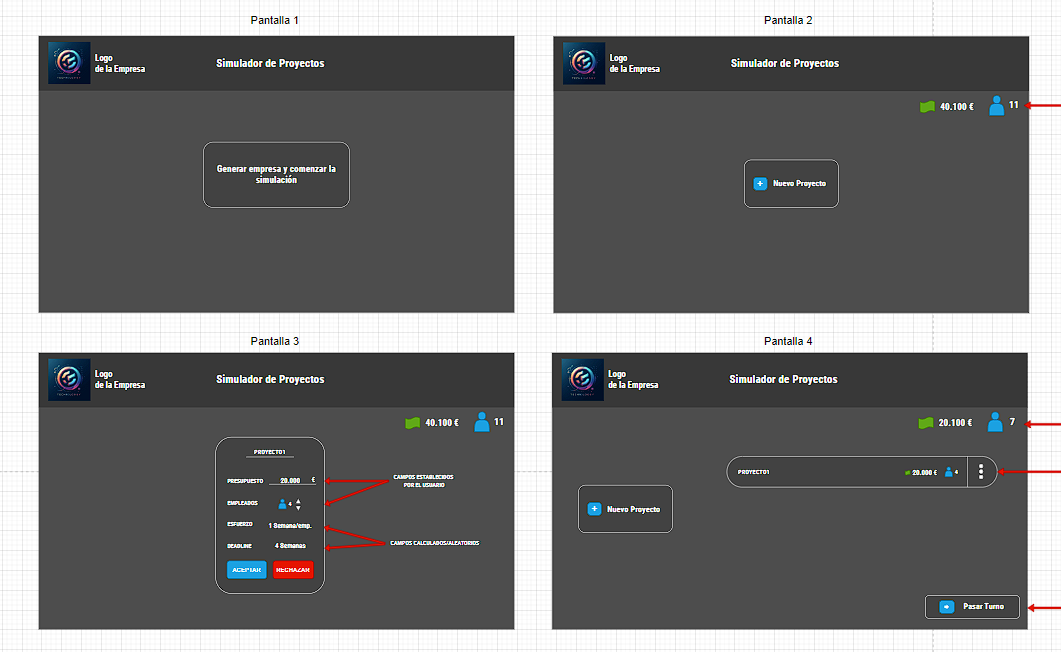 Pantalla 1
Logo
de la Empresa
Simulador de Proyectos
Generar empresa y comenzar la
simulación
Pantalla 2
Logo
de la Empresa
Simulador de Proyectos
40.100 €
11
Nuevo Proyecto
Pantalla 3
Logo
de la Empresa
Simulador de Proyectos
40.100 €
11
PROYECTO1
PRESUPUESTO 20.000 €
EMPLEADOS 4
ESFUERZO 1 Semana/emp.
DEADLINE 4 Semanas
ACEPTAR RECHAZAR
CAMPOS ESTABLECIDOS
POR EL USUARIO
CAMPOS CALCULADOS/ALEATORIOS
Pantalla 4
Logo
de la Empresa
Simulador de Proyectos
20.100 €
7
PROYECTO1 20.000 € 4
Nuevo Proyecto
Pasar Turno